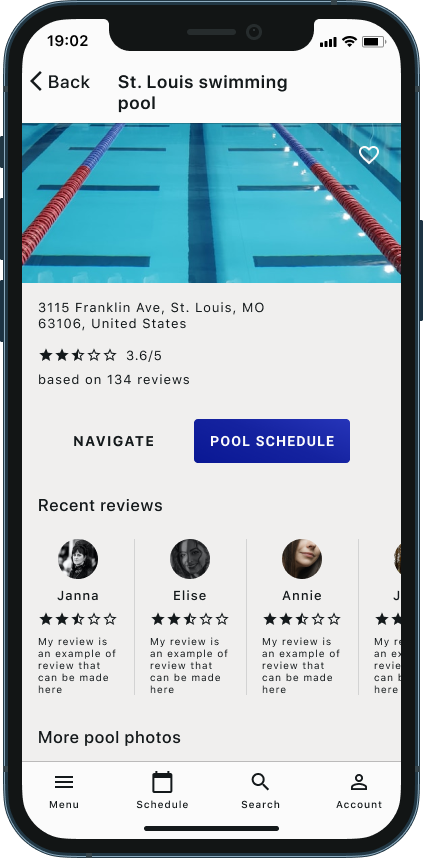 19:02
Back
St. Louis swimming
pool
3115 Franklin Ave, St. Louis, MO
63106, United States
3.6/5
based on 134 reviews
NAVIGATE
POOL SCHEDULE
Recent reviews
Janna
My review is
an example of
review that
can be made
here
Elise
My review is
an example of
review that
can be made
here
Annie
My review is
an example of
review that
can be made
here
More pool photos
Menu
Schedule
Search
Account